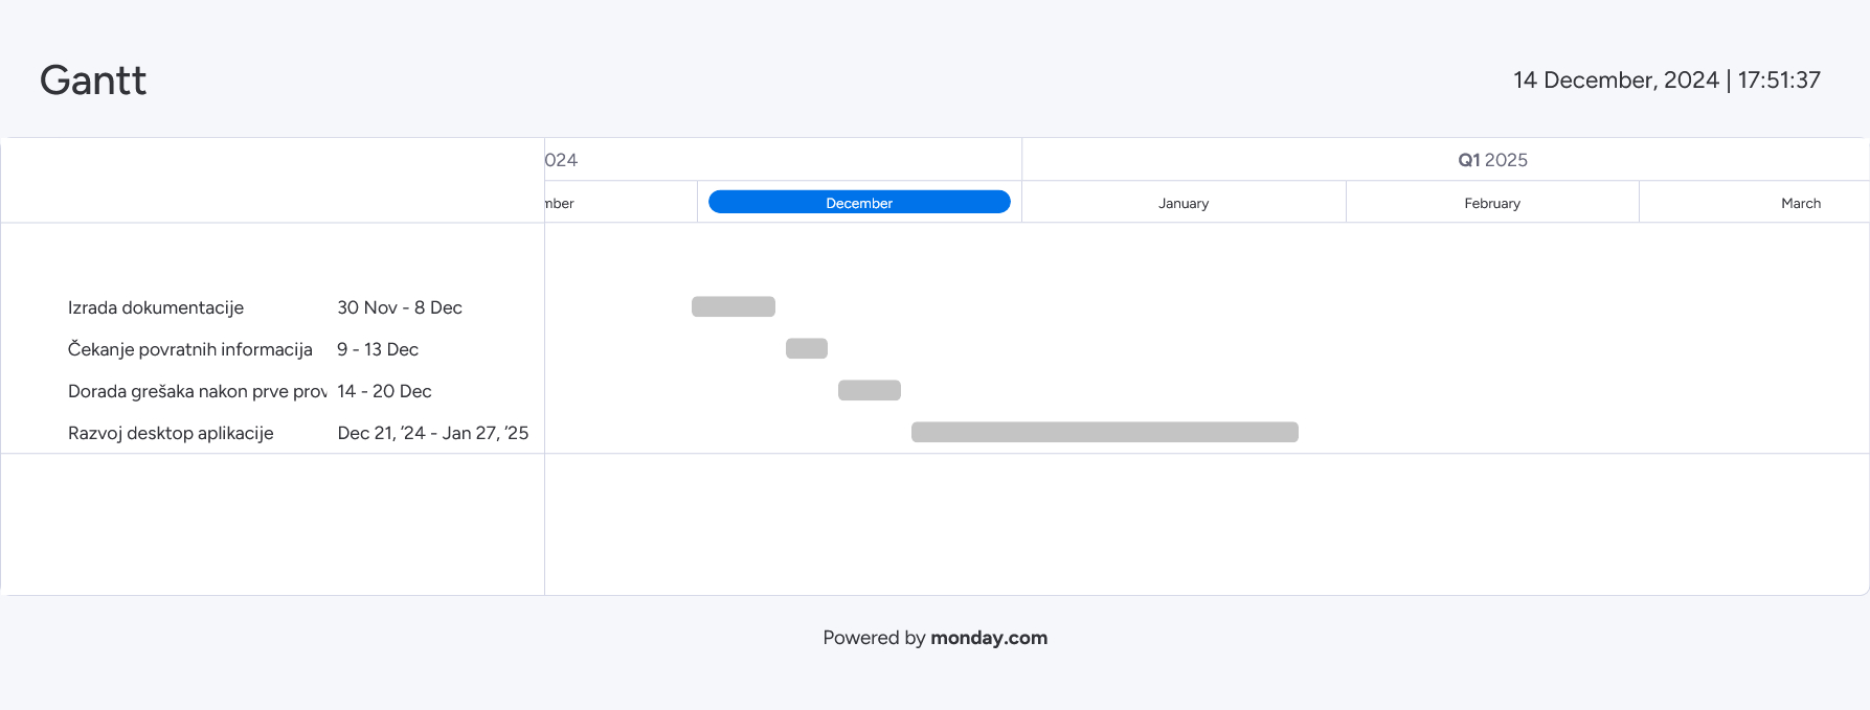 Gantt
14 December, 2024 | 17:51:37
024
Q1 2025
mber
December
January
February
March
Izrada dokumentacije 30 Nov - 8 Dec
Čekanje povratnih informacija 9 - 13 Dec
Dorada grešaka nakon prve prov 14 - 20 Dec
Razvoj desktop aplikacije Dec 21, ’24 - Jan 27, ’25
Powered by monday.com